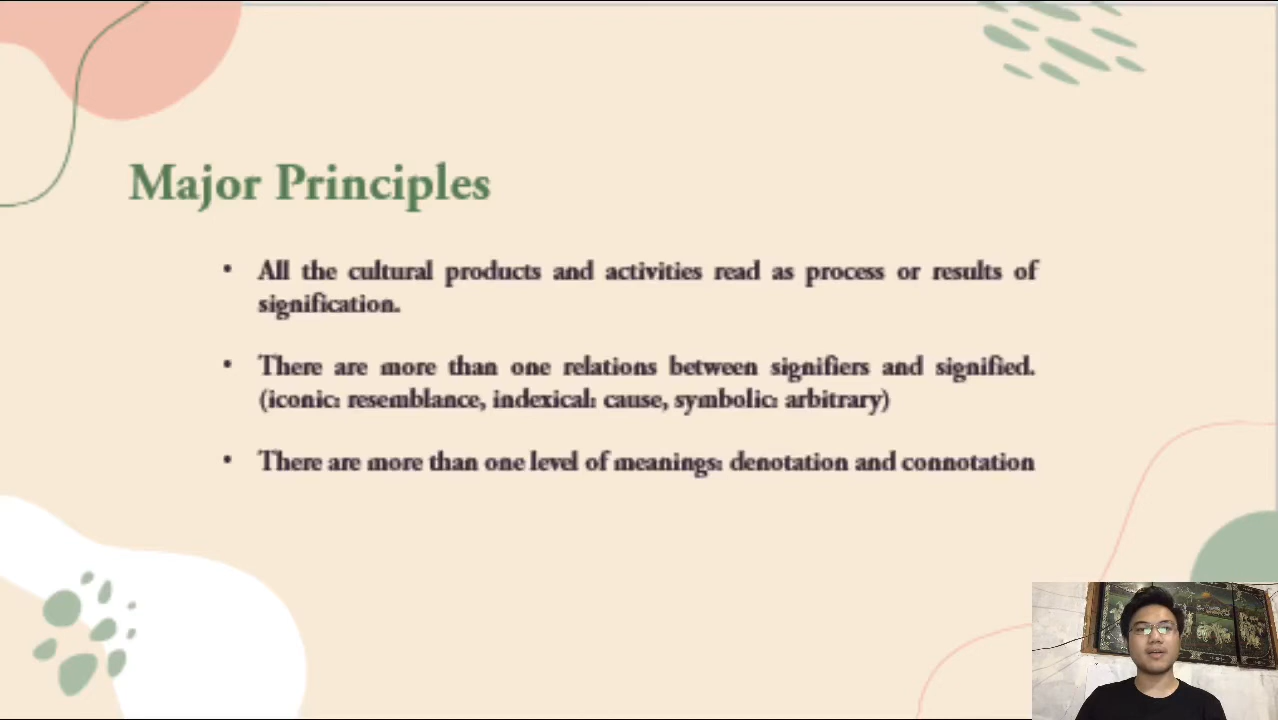 Major Principles
• All the cultural products and activities read as process or results of
signification.
• There are more than one relations between signifiers and signified.
(iconic: resemblance, indexical: cause, symbolic: arbitrary)
• There are more than one level of meanings: denotation and connotation